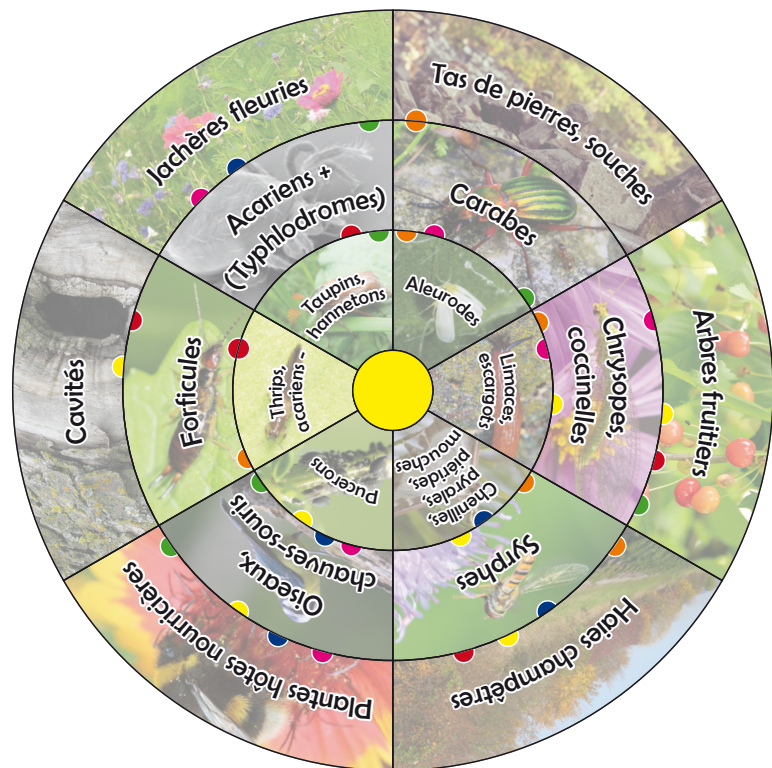 Jachères fleuries
Tas de pierres, souches
Arbres fruitiers
Haies champêtres
Plantes hôtes nourricières
Cavités
Acariens +
(Typhlodromes)
Carabes
Chrysopes,
coccinelles
Syrphes
Oiseaux,
chauves-souris
Forficules
Taupins,
hannetons
Aleurodes
Limaces,
escargots
Chenilles,
pyrales,
piérides,
mouches
Pucerons
Thrips,
acariens -